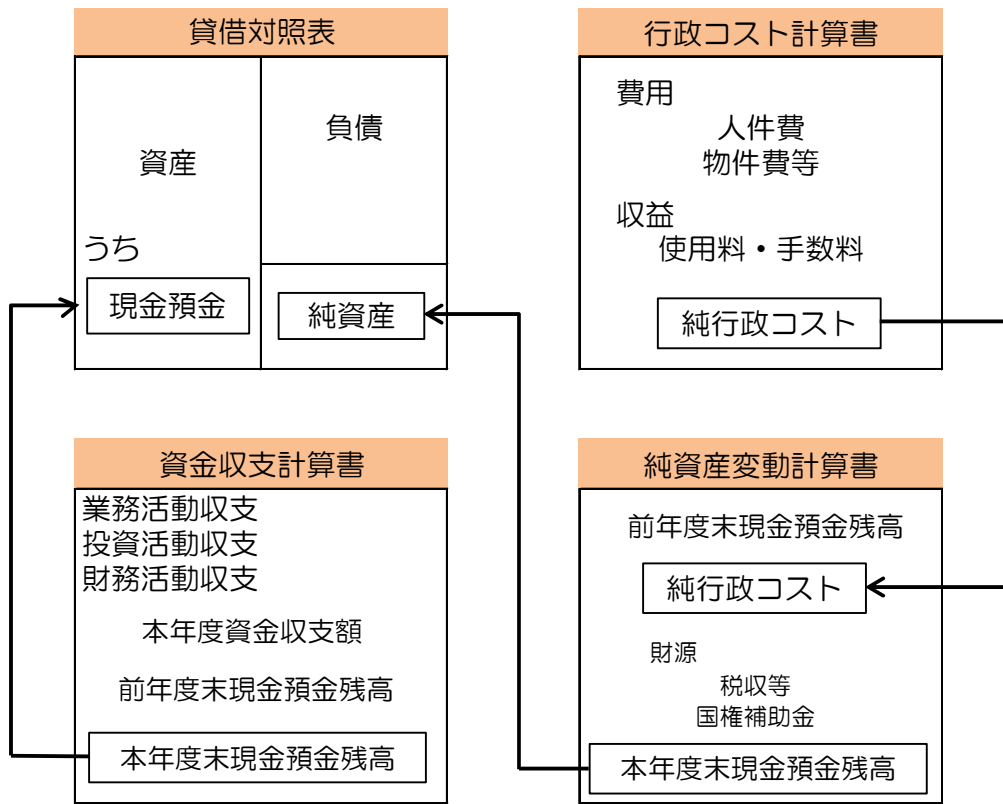 貸借対照表
資産
うち
現金預金
負債
純資産
行政コスト計算書
費用
人件費
物件費等
収益
使用料・手数料
純行政コスト
資金収支計算書
業務活動収支
投資活動収支
財務活動収支
本年度資金収支額
前年度末現金預金残高
本年度末現金預金残高
純資産変動計算書
前年度末現金預金残高
純行政コスト
財源
税収等
国権補助金
本年度末現金預金残高